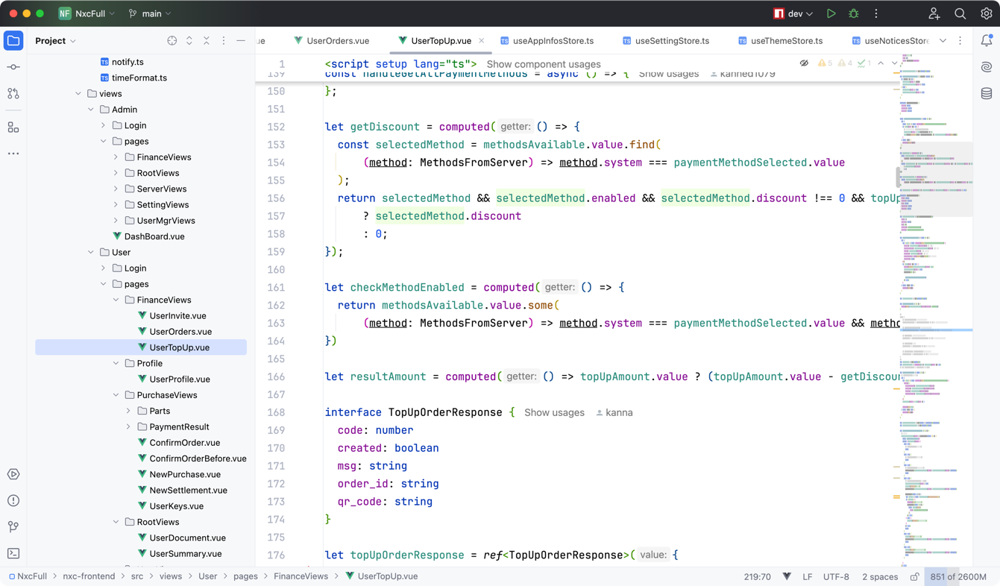 NF NxcFull main dev
Project
ue UserOrders.vue UserTopUp.vue useAppInfosStore.ts useSettingStore.ts useThemeStore.ts useNoticesStore
notify.ts
timeFormat.ts
views
Admin
Login
pages
FinanceViews
RootViews
ServerViews
SettingViews
UserMgrViews
DashBoard.vue
User
Login
pages
FinanceViews
UserInvite.vue
UserOrders.vue
UserTopUp.vue
Profile
UserProfile.vue
PurchaseViews
Parts
PaymentResult
ConfirmOrder.vue
ConfirmOrderBefore.vue
NewPurchase.vue
NewSettlement.vue
UserKeys.vue
RootViews
UserDocument.vue
UserSummary.vue
1 <script setup lang="ts"> Show component usages 5 4 1
139 const handleGetAllPaymentMethods = async () => { Show usages kanned1079
150 };
151
152 let getDiscount = computed( getter: () => {
153 const selectedMethod = methodsAvailable.value.find(
154 (method: MethodsFromServer) => method.system === paymentMethodSelected.value
155 );
156 return selectedMethod && selectedMethod.enabled && selectedMethod.discount !== 0 && topUp
157 ? selectedMethod.discount
158 : 0;
159 });
160
161 let checkMethodEnabled = computed( getter: () => {
162 return methodsAvailable.value.some(
163 (method: MethodsFromServer) => method.system === paymentMethodSelected.value && metho
164 })
165
166 let resultAmount = computed( getter: () => topUpAmount.value ? (topUpAmount.value - getDiscou
167
168 interface TopUpOrderResponse { Show usages kanna
169 code: number
170 created: boolean
171 msg: string
172 order_id: string
173 qr_code: string
174 }
175
176 let topUpOrderResponse = ref<TopUpOrderResponse>( value: {
NxcFull > nxc-frontend > src > views > User > pages > FinanceViews > UserTopUp.vue 219:70 LF UTF-8 2 spaces 851 of 2600M